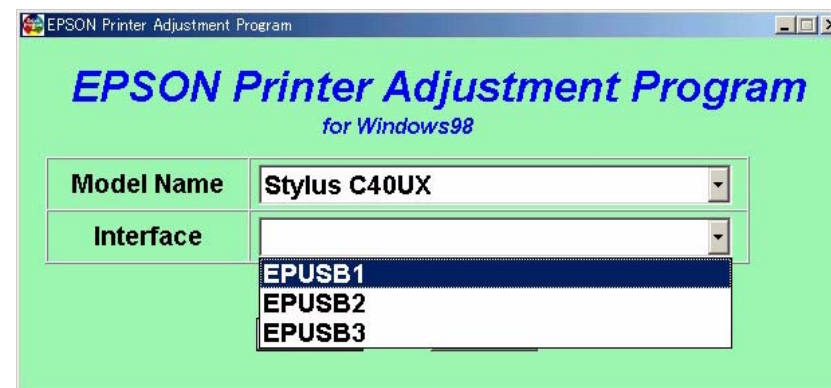 EPSON Printer Adjustment Program
EPSON Printer Adjustment Program
for Windows98
Model Name Stylus C40UX
Interface
EPUSB1
EPUSB2
EPUSB3